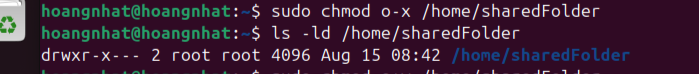 hoangnhat@hoangnhat:~$ sudo chmod o-x /home/sharedFolder
hoangnhat@hoangnhat:~$ ls -ld /home/sharedFolder
drwxr-x--- 2 root root 4096 Aug 15 08:42 /home/sharedFolder